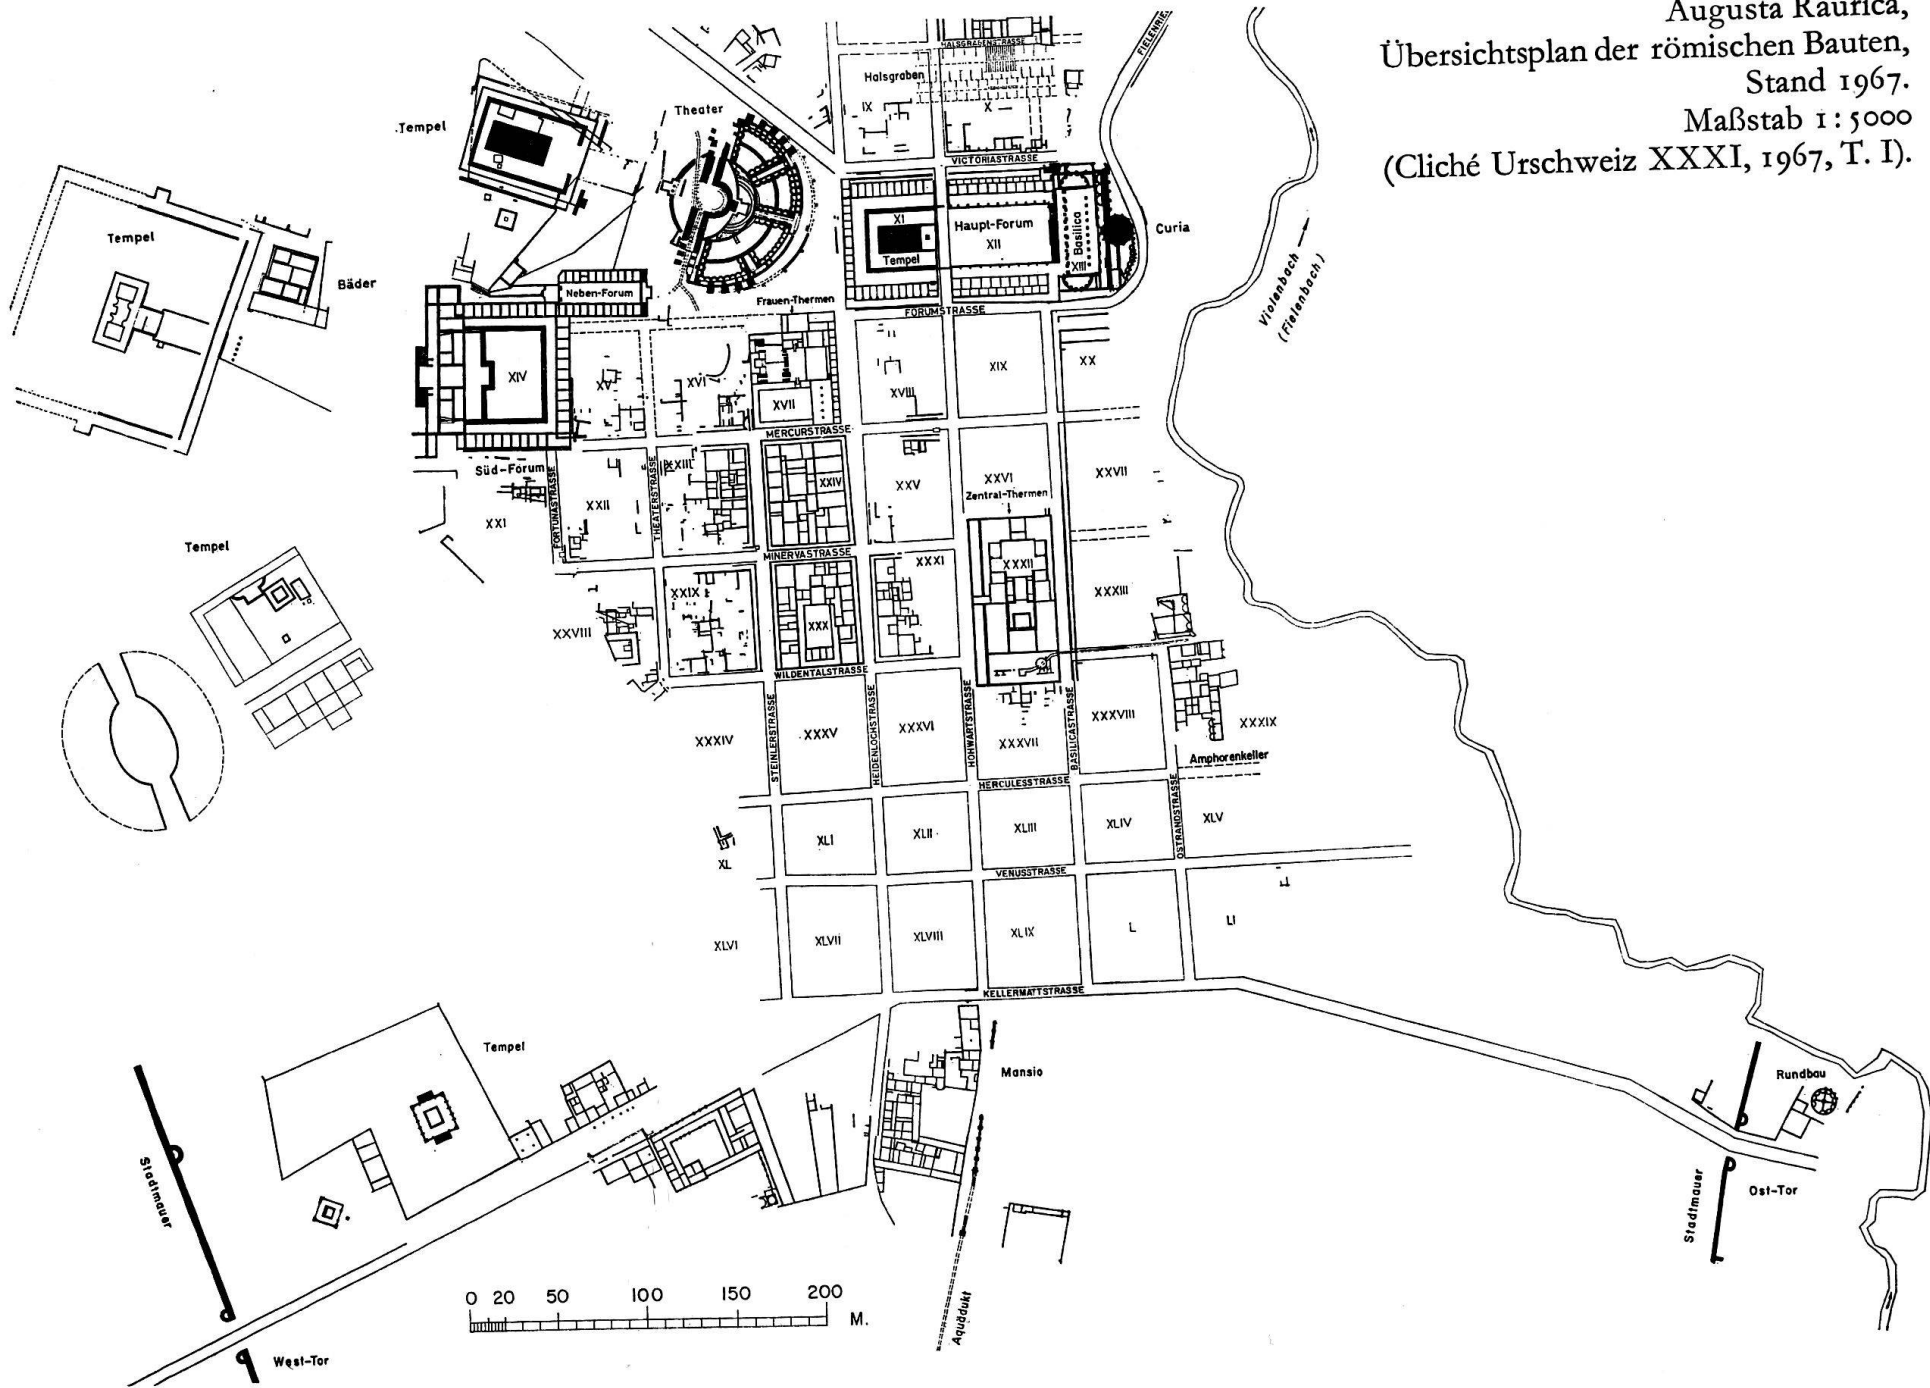 Augusta Raurica,
Übersichtsplan der römischen Bauten,
Stand 1967.
Maßstab 1:5000
(Cliché Urschweiz XXXI, 1967, T. I).
HALSGRABENSTRASSE
Halsgraben
IX
X
VICTORIASTRASSE
Tempel
Theater
XI
Tempel
Haupt-Forum
XII
Basilica
XIII
Curia
Violenbach
(Fielenbach)
Tempel
Bäder
Neben-Forum
Frauen-Thermen
FORUMSTRASSE
XIV
XV
XVI
XVII
XVIII
XIX
XX
MERCURSTRASSE
Süd-Forum
FORTUNASTRASSE
THEATERSTRASSE
XXI
XXII
XXIII
XXIV
XXV
XXVI
Zentral-Thermen
XXVII
MINERVASTRASSE
Tempel
XXVIII
XXIX
XXX
XXXI
XXXII
XXXIII
WILDENTALSTRASSE
STEINLERSTRASSE
HEIDENLOCHSTRASSE
HOHWARTSTRASSE
BASILICASTRASSE
XXXIV
XXXV
XXXVI
XXXVII
XXXVIII
XXXIX
Amphorenkeller
HERCULESSTRASSE
OSTRANDSTRASSE
XL
XLI
XLII
XLIII
XLIV
XLV
VENUSSTRASSE
XLVI
XLVII
XLVIII
XLIX
L
LI
KELLERMATTSTRASSE
Tempel
Mansio
Rundbau
Stadtmauer
Stadtmauer
Ost-Tor
0 20 50 100 150 200
M.
Aquädukt
West-Tor